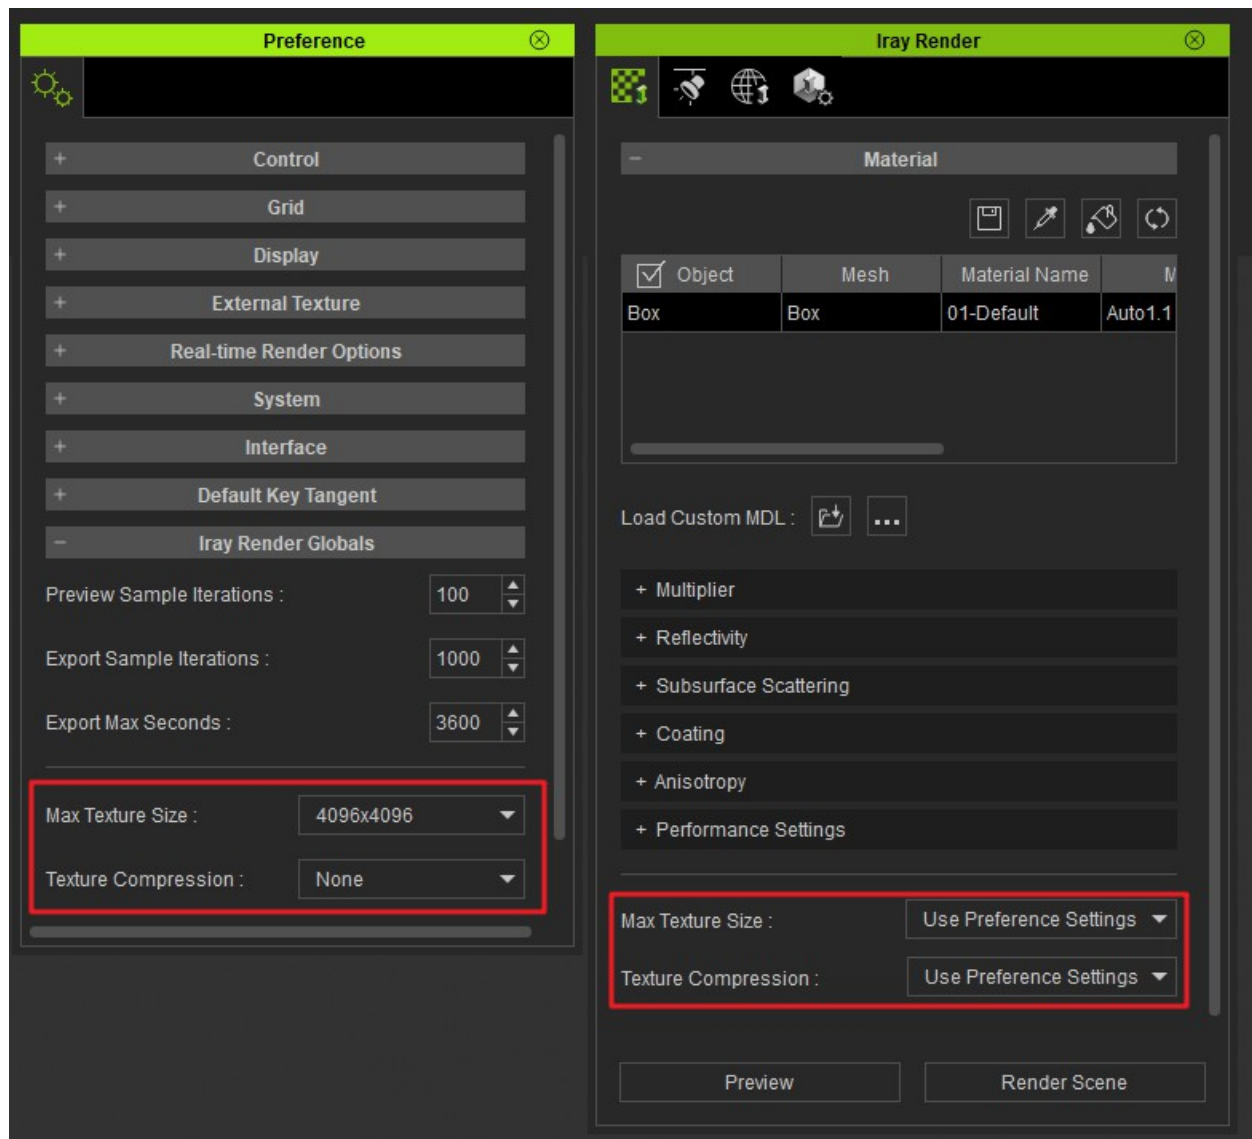 Preference
+ Control
+ Grid
+ Display
+ External Texture
+ Real-time Render Options
+ System
+ Interface
+ Default Key Tangent
− Iray Render Globals
Preview Sample Iterations : 100
Export Sample Iterations : 1000
Export Max Seconds : 3600
Max Texture Size : 4096x4096
Texture Compression : None
Iray Render
− Material
Object Mesh Material Name M
Box Box 01-Default Auto1.1
Load Custom MDL : ...
+ Multiplier
+ Reflectivity
+ Subsurface Scattering
+ Coating
+ Anisotropy
+ Performance Settings
Max Texture Size : Use Preference Settings
Texture Compression : Use Preference Settings
Preview Render Scene